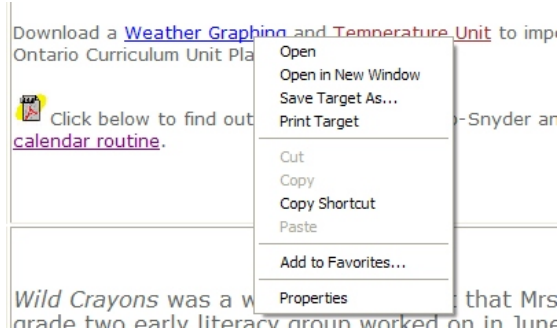 Download a Weather Graphing and Temperature Unit to impo
Ontario Curriculum Unit Pla
Click below to find out o-Snyder an
calendar routine.
Open
Open in New Window
Save Target As...
Print Target
Cut
Copy
Copy Shortcut
Paste
Add to Favorites...
Properties
Wild Crayons was a w t that Mrs
grade two early literacy group worked on in June